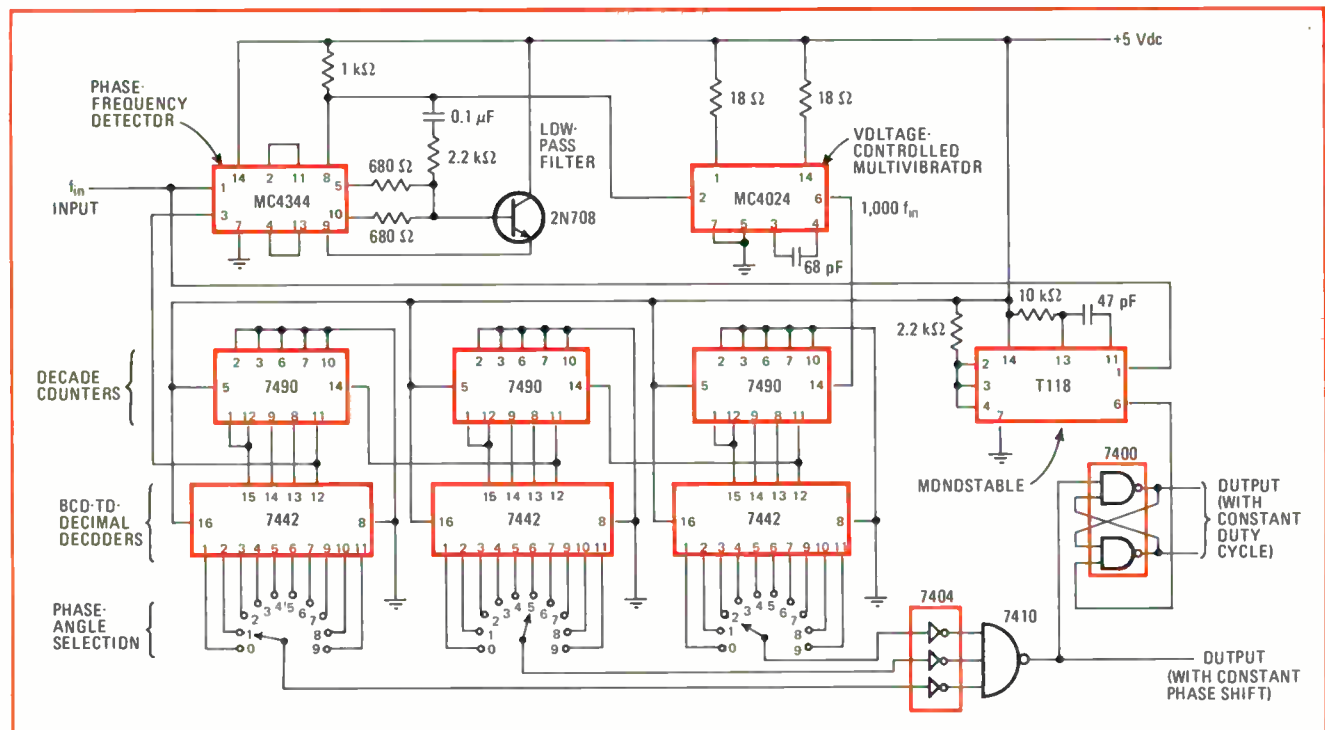 +5 Vdc
1 kΩ
PHASE-
FREQUENCY
DETECTOR
0.1 µF
2.2 kΩ
LOW-
PASS
FILTER
18 Ω
18 Ω
VOLTAGE-
CONTROLLED
MULTIVIBRATOR
14 2 11 8
fin
INPUT
1
3
MC4344
5
10
7 4 13 9
680 Ω
680 Ω
2N708
1 14
2
MC4024
6
7 5 3 4
1,000 fin
68 pF
10 kΩ
47 pF
2.2 kΩ
DECADE
COUNTERS
2 3 6 7 10
5 7490 14
1 12 9 8 11
2 3 6 7 10
5 7490 14
1 12 9 8 11
2 3 6 7 10
5 7490 14
1 12 9 8 11
14 13 11
2
3
4
T118
1
6
7
MONOSTABLE
BCD-TO-
DECIMAL
DECODERS
15 14 13 12
16 7442 8
1 2 3 4 5 6 7 9 10 11
15 14 13 12
16 7442 8
1 2 3 4 5 6 7 9 10 11
15 14 13 12
16 7442 8
1 2 3 4 5 6 7 9 10 11
7400
OUTPUT
(WITH
CONSTANT
DUTY
CYCLE)
PHASE-
ANGLE
SELECTION
0 1 2 3 4 5 6 7 8 9
0 1 2 3 4 5 6 7 8 9
0 1 2 3 4 5 6 7 8 9
7404
7410
OUTPUT
(WITH CONSTANT
PHASE SHIFT)